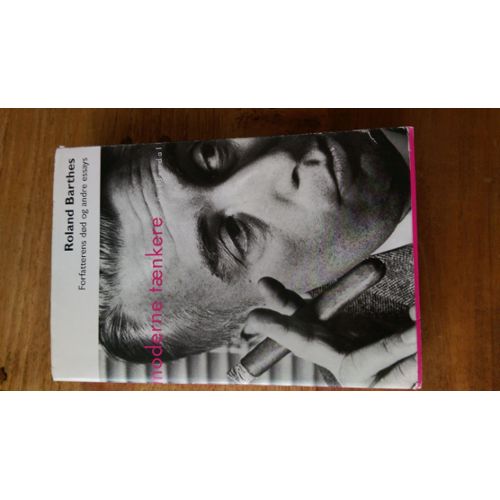 Roland Barthes
Forfatterens død og andre essays
moderne tænkere